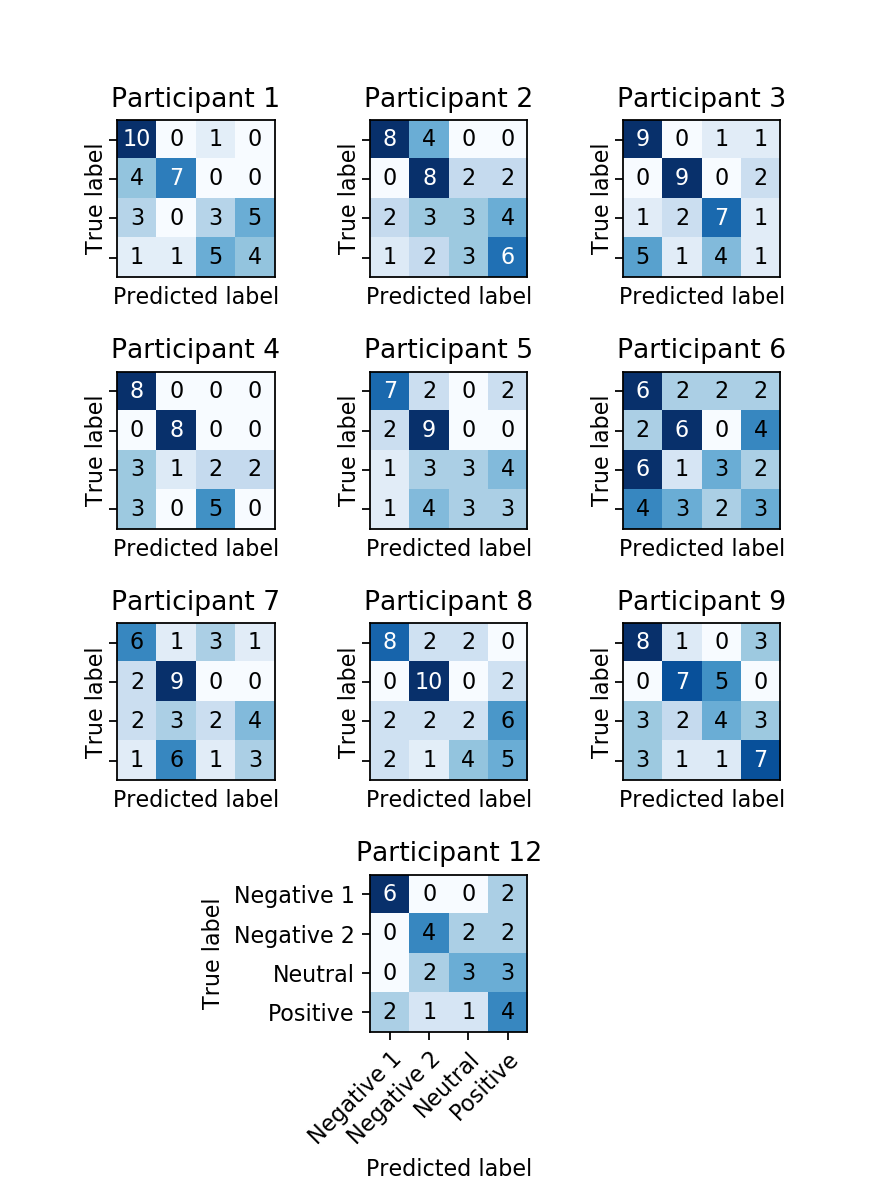 Participant 1 Participant 2 Participant 3
True label 10 0 1 0 True label 8 4 0 0 True label 9 0 1 1
4 7 0 0 0 8 2 2 0 9 0 2
3 0 3 5 2 3 3 4 1 2 7 1
1 1 5 4 1 2 3 6 5 1 4 1
Predicted label Predicted label Predicted label
Participant 4 Participant 5 Participant 6
True label 8 0 0 0 True label 7 2 0 2 True label 6 2 2 2
0 8 0 0 2 9 0 0 2 6 0 4
3 1 2 2 1 3 3 4 6 1 3 2
3 0 5 0 1 4 3 3 4 3 2 3
Predicted label Predicted label Predicted label
Participant 7 Participant 8 Participant 9
True label 6 1 3 1 True label 8 2 2 0 True label 8 1 0 3
2 9 0 0 0 10 0 2 0 7 5 0
2 3 2 4 2 2 2 6 3 2 4 3
1 6 1 3 2 1 4 5 3 1 1 7
Predicted label Predicted label Predicted label
Participant 12
True label
Negative 1 6 0 0 2
Negative 2 0 4 2 2
Neutral 0 2 3 3
Positive 2 1 1 4
Negative 1 Negative 2 Neutral Positive
Predicted label